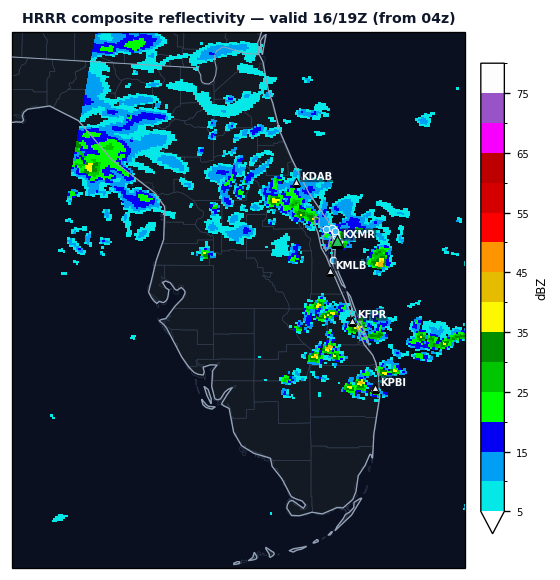 HRRR composite reflectivity — valid 16/19Z (from 04z)
KDAB
KXMR
KMLB
KFPR
KPBI
75
65
55
45
35
25
15
5
dBZ